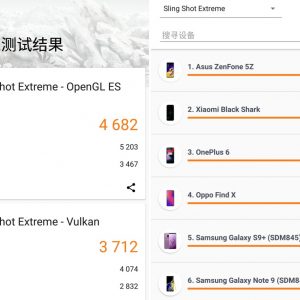 测试结果
hot Extreme - OpenGL ES
4 682
5 203
3 467
hot Extreme - Vulkan
3 712
4 074
2 832
Sling Shot Extreme
搜寻设备
1. Asus ZenFone 5Z
2. Xiaomi Black Shark
3. OnePlus 6
4. Oppo Find X
5. Samsung Galaxy S9+ (SDM845)
6. Samsung Galaxy Note 9 (SDM